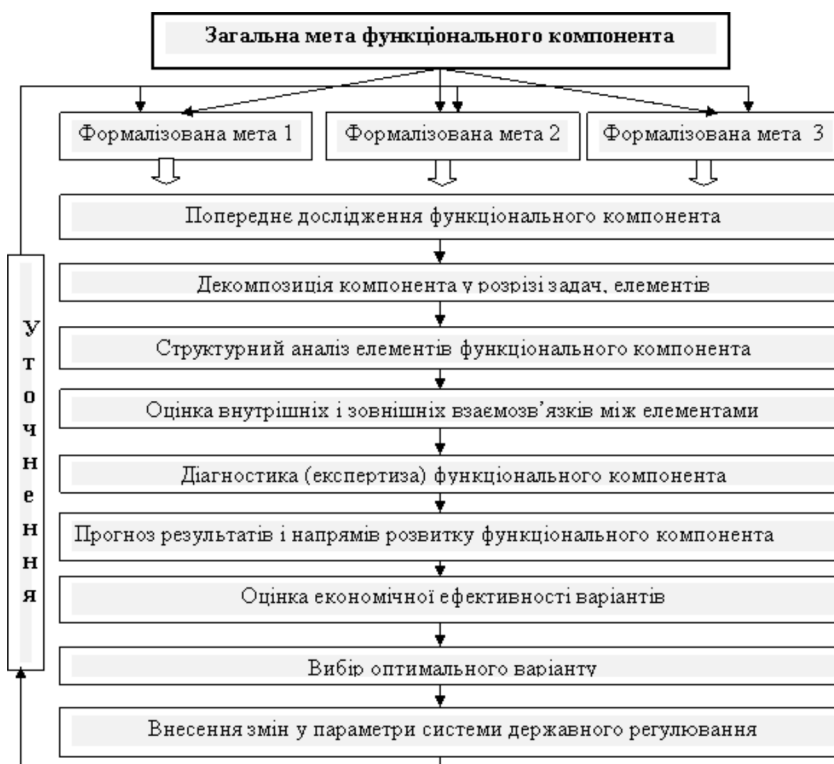 Загальна мета функціонального компонента
Формалізована мета 1
Формалізована мета 2
Формалізована мета 3
Попереднє дослідження функціонального компонента
Декомпозиція компонента у розрізі задач, елементів
Структурний аналіз елементів функціонального компонента
Оцінка внутрішніх і зовнішніх взаємозв’язків між елементами
Діагностика (експертиза) функціонального компонента
Прогноз результатів і напрямів розвитку функціонального компонента
Оцінка економічної ефективності варіантів
Вибір оптимального варіанту
Внесення змін у параметри системи державного регулювання
Уточнення